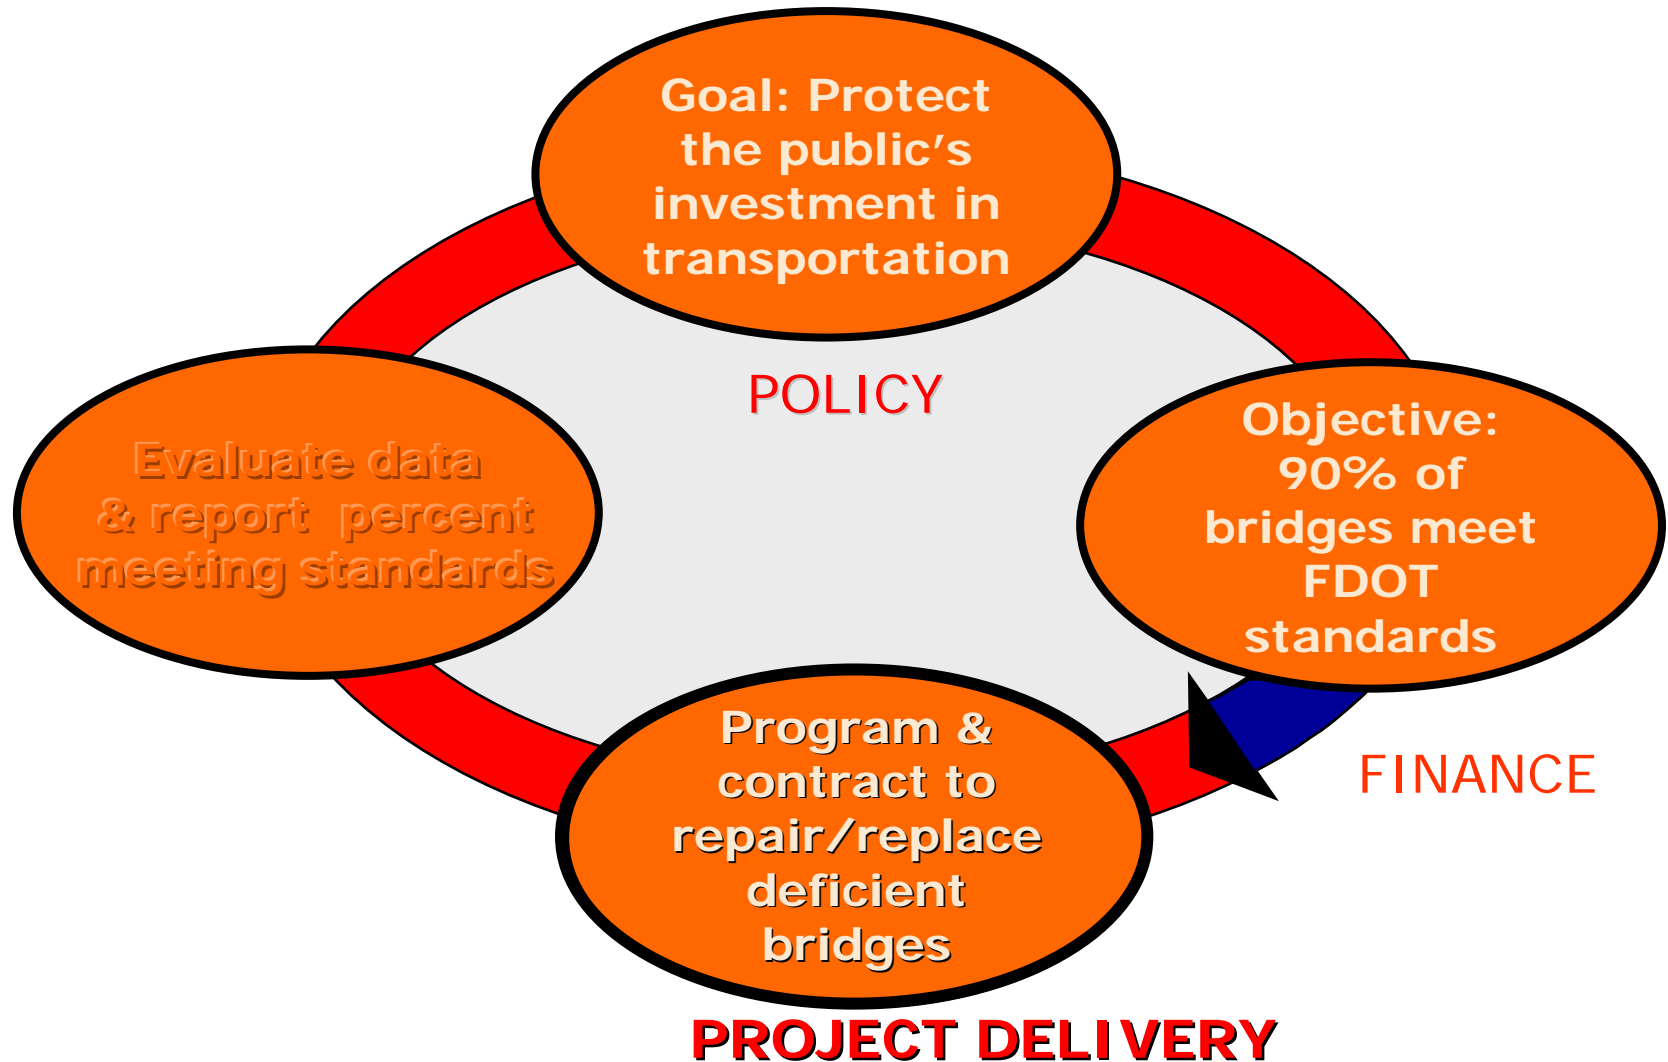 Goal: Protect
the public’s
investment in
transportation
POLICY
Evaluate data
& report percent
meeting standards
Objective:
90% of
bridges meet
FDOT
standards
Program &
contract to
repair/replace
deficient
bridges
FINANCE
PROJECT DELIVERY